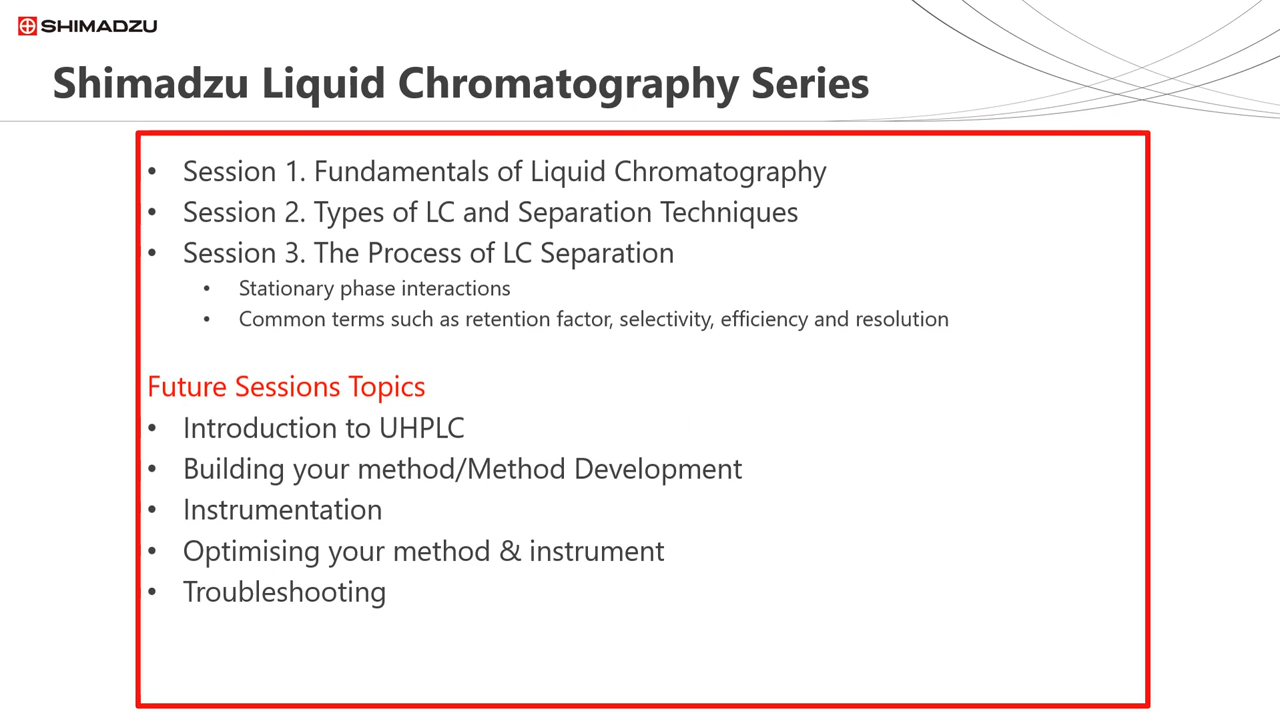 SHIMADZU
Shimadzu Liquid Chromatography Series
• Session 1. Fundamentals of Liquid Chromatography
• Session 2. Types of LC and Separation Techniques
• Session 3. The Process of LC Separation
• Stationary phase interactions
• Common terms such as retention factor, selectivity, efficiency and resolution
Future Sessions Topics
• Introduction to UHPLC
• Building your method/Method Development
• Instrumentation
• Optimising your method & instrument
• Troubleshooting